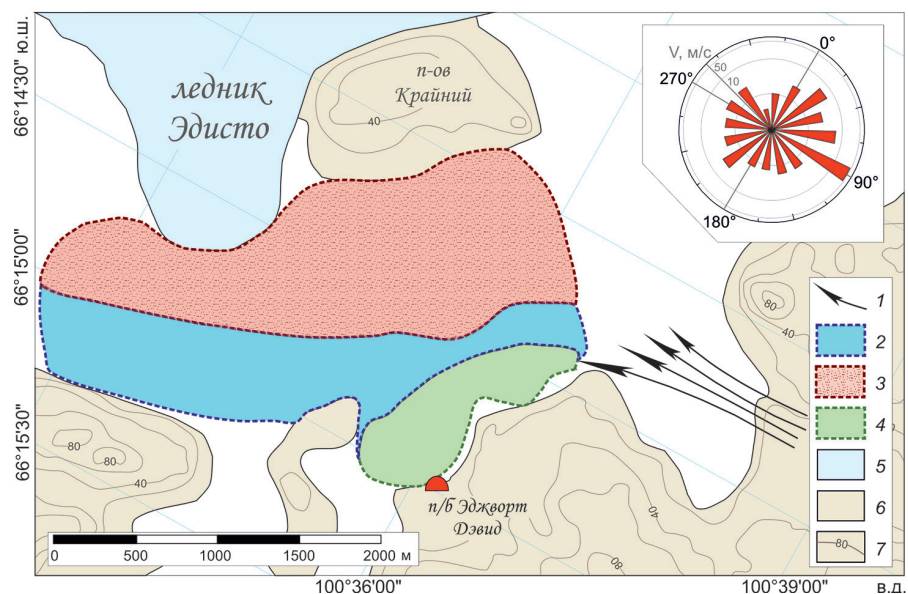 66°14'30" ю.ш.
66°15'00"
66°15'30"
ледник
Эдисто
п-ов
Крайний
40
V, м/с
50
10
0°
270°
90°
180°
80
40
80
80
40
40
80
п/б Эджворт
Дэвид
0 500 1000 1500 2000 м
1
2
3
4
5
6
80 7
100°36'00" 100°39'00" в.д.